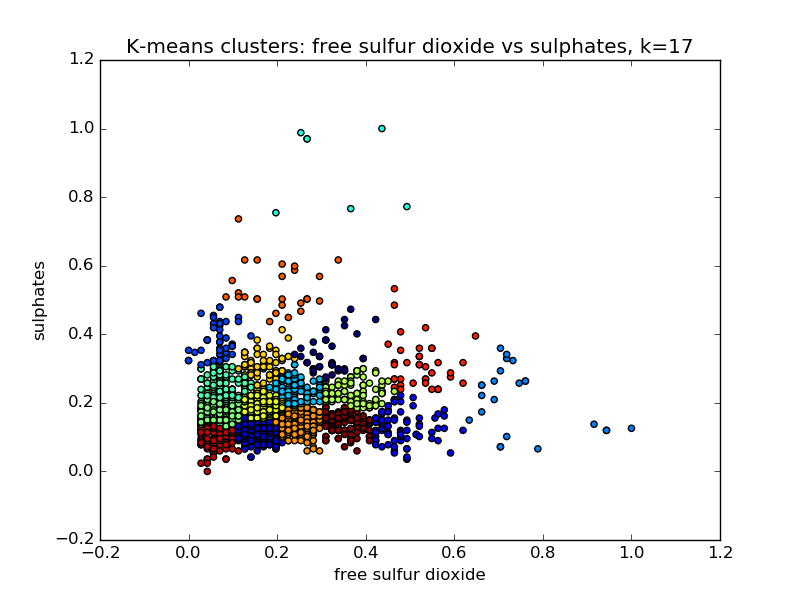 K-means clusters: free sulfur dioxide vs sulphates, k=17
1.2
1.0
0.8
0.6
0.4
0.2
0.0
−0.2
sulphates
−0.2 0.0 0.2 0.4 0.6 0.8 1.0 1.2
free sulfur dioxide